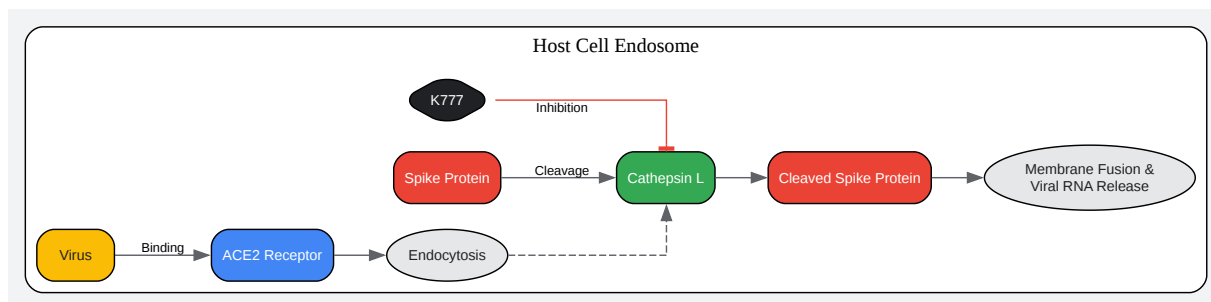 Host Cell Endosome
K777
Inhibition
Spike Protein
Cleavage
Cathepsin L
Cleaved Spike Protein
Membrane Fusion &
Viral RNA Release
Virus
Binding
ACE2 Receptor
Endocytosis